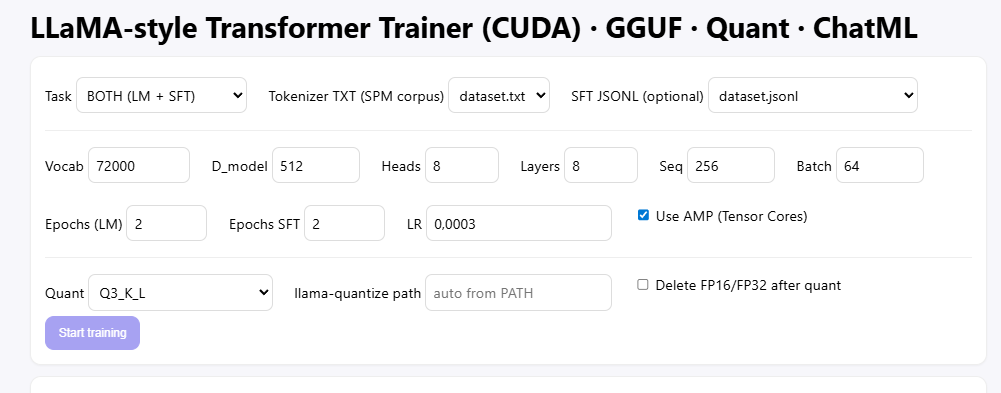 LLaMA-style Transformer Trainer (CUDA) · GGUF · Quant · ChatML
Task BOTH (LM + SFT) Tokenizer TXT (SPM corpus) dataset.txt SFT JSONL (optional) dataset.jsonl
Vocab 72000 D_model 512 Heads 8 Layers 8 Seq 256 Batch 64
Epochs (LM) 2 Epochs SFT 2 LR 0,0003 Use AMP (Tensor Cores)
Quant Q3_K_L llama-quantize path auto from PATH Delete FP16/FP32 after quant
Start training